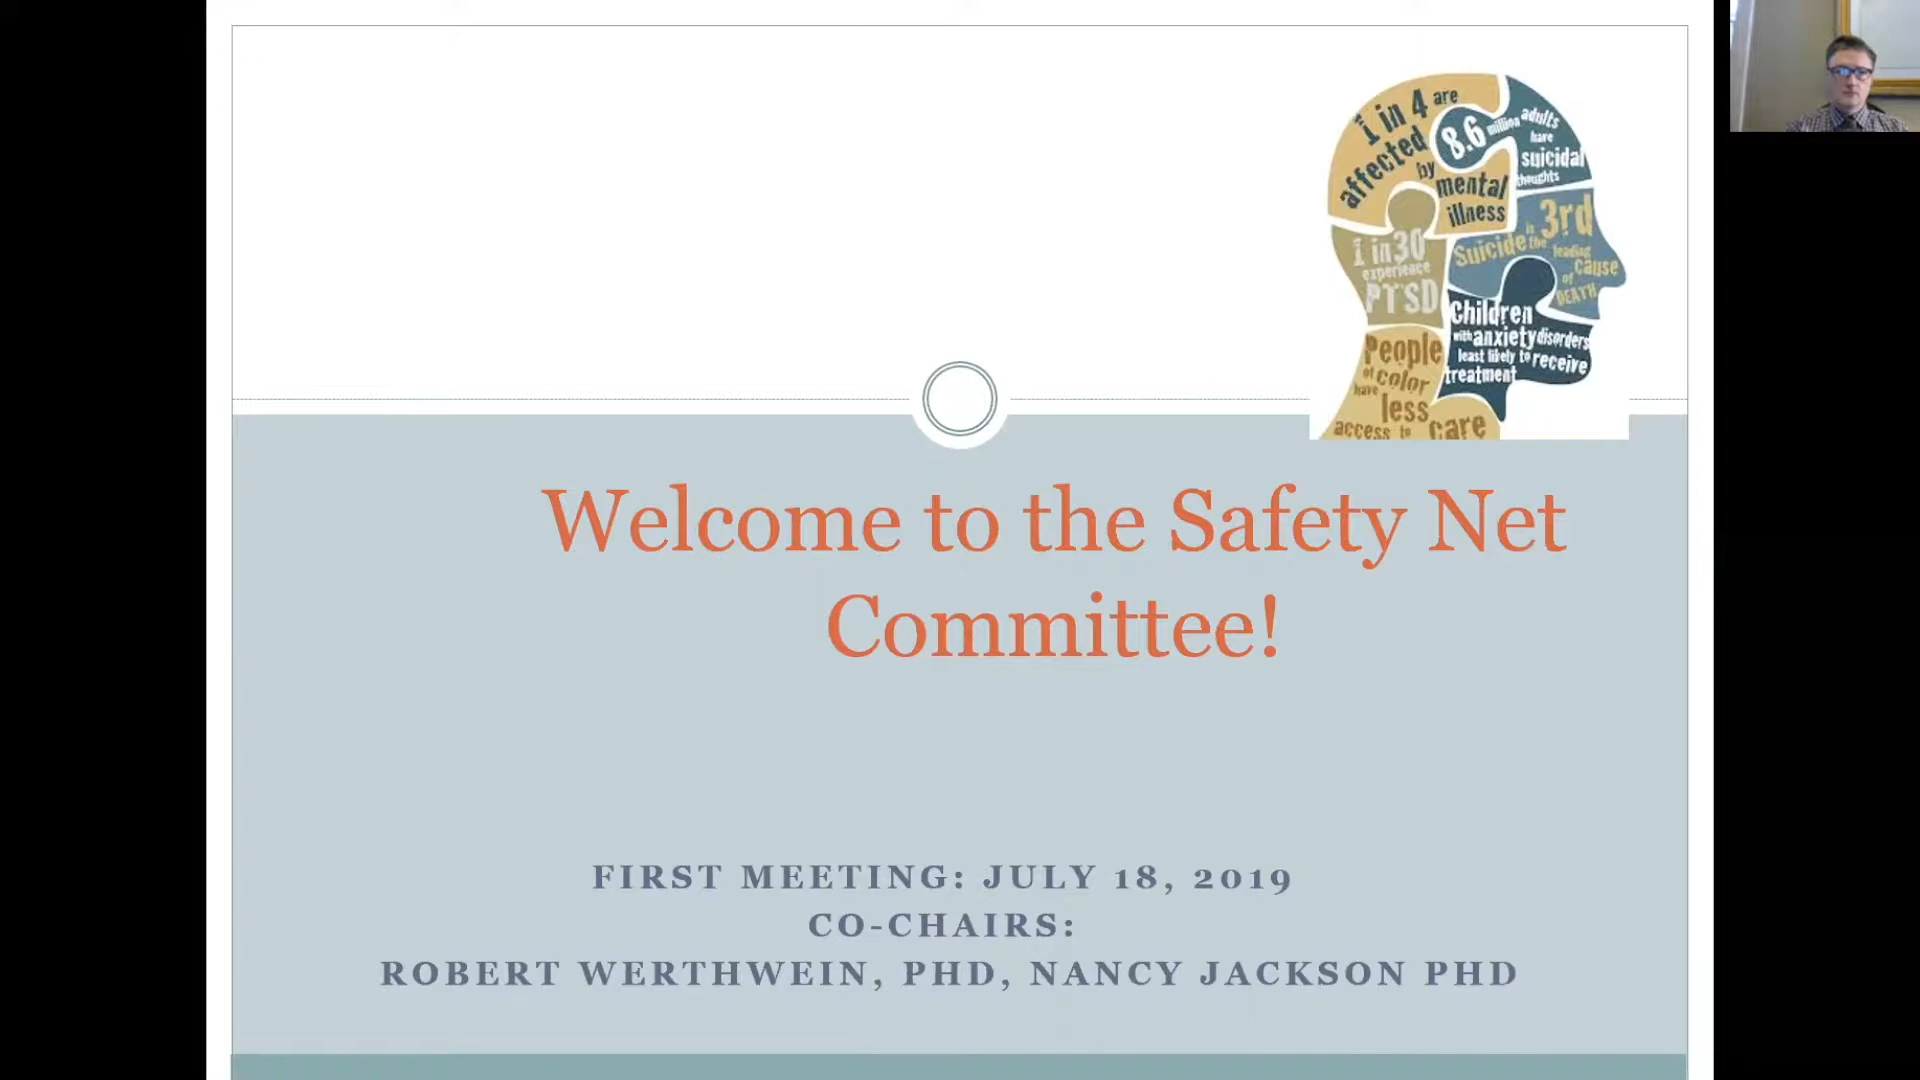 1 in 4 are
affected
by
mental
illness
8.6 million adults
have
suicidal
thoughts
1 in 30
experience
PTSD
Suicide is the 3rd
leading
cause
of
DEATH
Children
with anxiety disorders
least likely to receive
treatment
People
of color
have
less
access to care
Welcome to the Safety Net
Committee!
FIRST MEETING: JULY 18, 2019
CO-CHAIRS:
ROBERT WERTHWEIN, PHD, NANCY JACKSON PHD